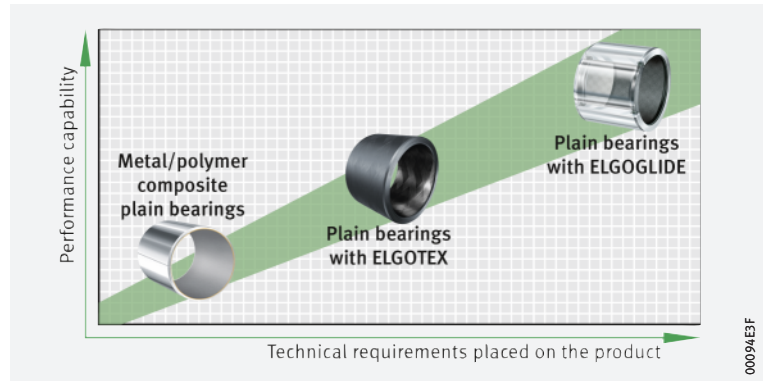 Performance capability
Metal/polymer
composite
plain bearings
Plain bearings
with ELGOTEX
Plain bearings
with ELGOGLIDE
Technical requirements placed on the product
00094E3F